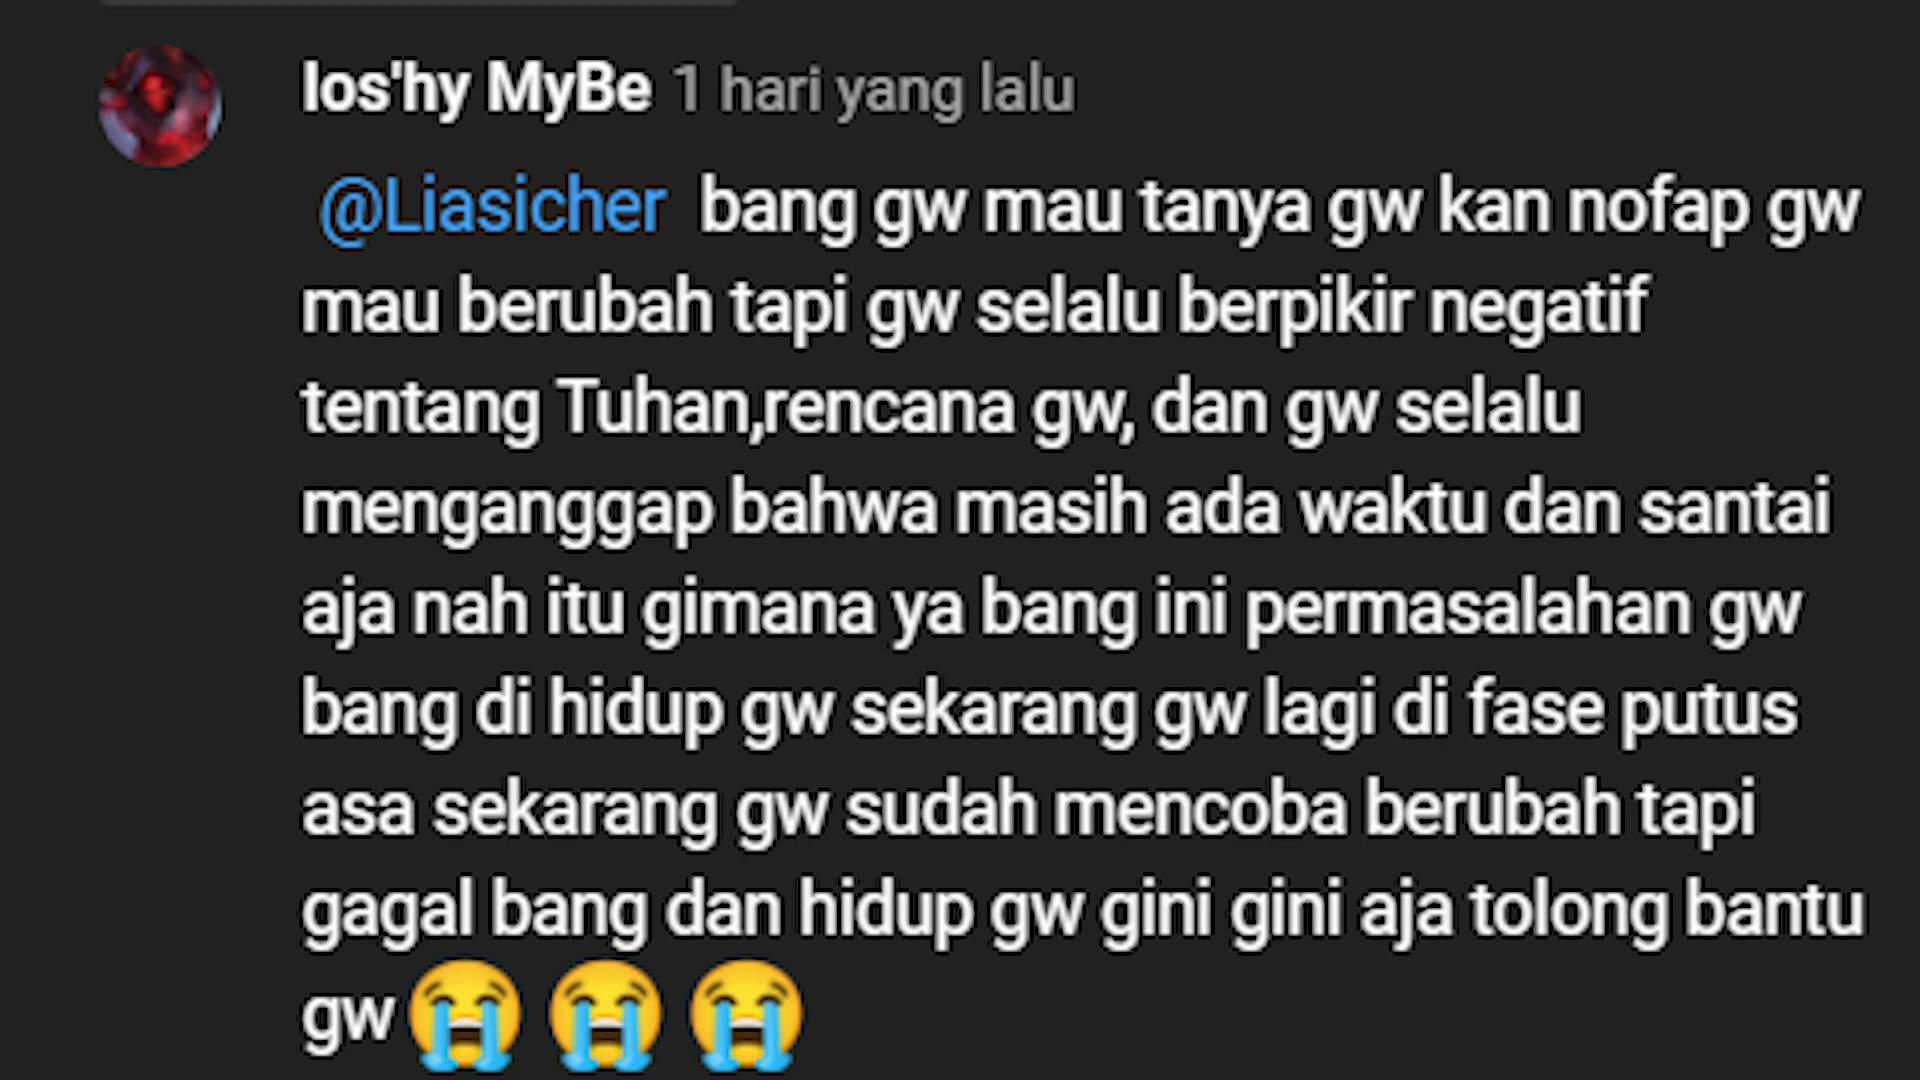 los'hy MyBe 1 hari yang lalu
@Liasicher bang gw mau tanya gw kan nofap gw
mau berubah tapi gw selalu berpikir negatif
tentang Tuhan,rencana gw, dan gw selalu
menganggap bahwa masih ada waktu dan santai
aja nah itu gimana ya bang ini permasalahan gw
bang di hidup gw sekarang gw lagi di fase putus
asa sekarang gw sudah mencoba berubah tapi
gagal bang dan hidup gw gini gini aja tolong bantu
gw😭😭😭